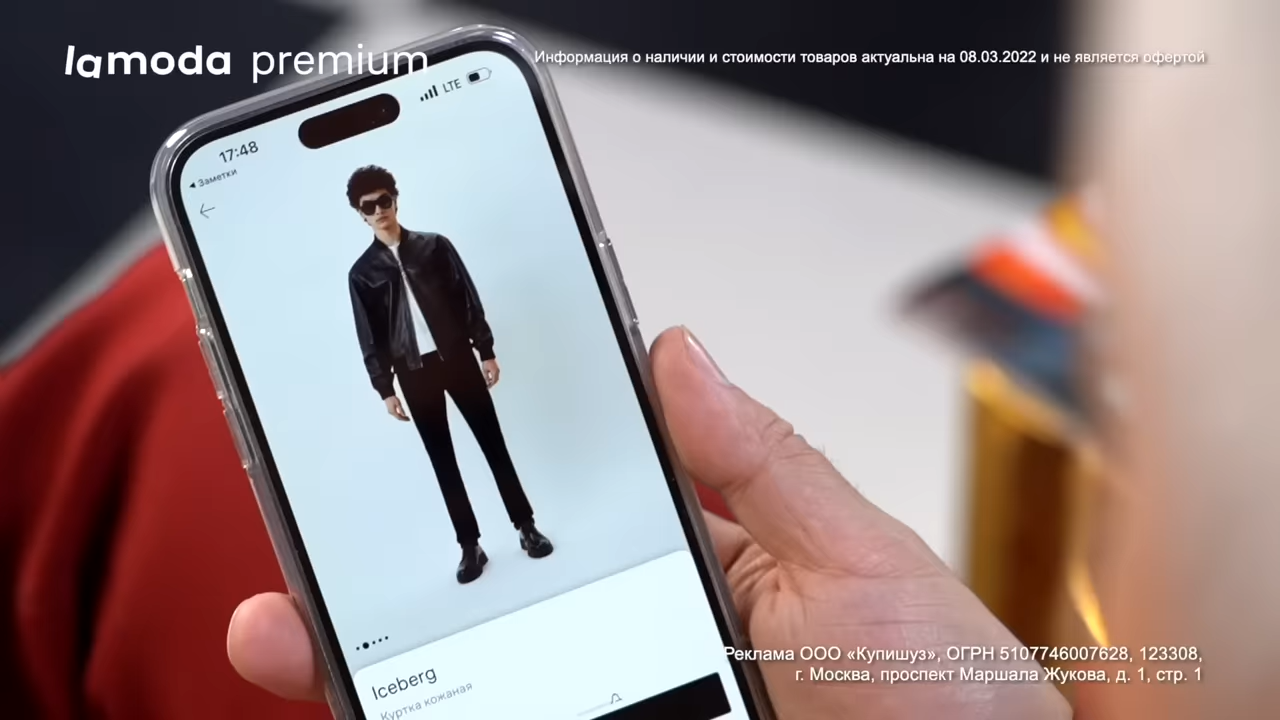 lamoda premium
Информация о наличии и стоимости товаров актуальна на 08.03.2022 и не является офертой
17:48
LTE
Заметки
Iceberg
Куртка кожаная
Реклама ООО «Купишуз», ОГРН 5107746007628, 123308,
г. Москва, проспект Маршала Жукова, д. 1, стр. 1